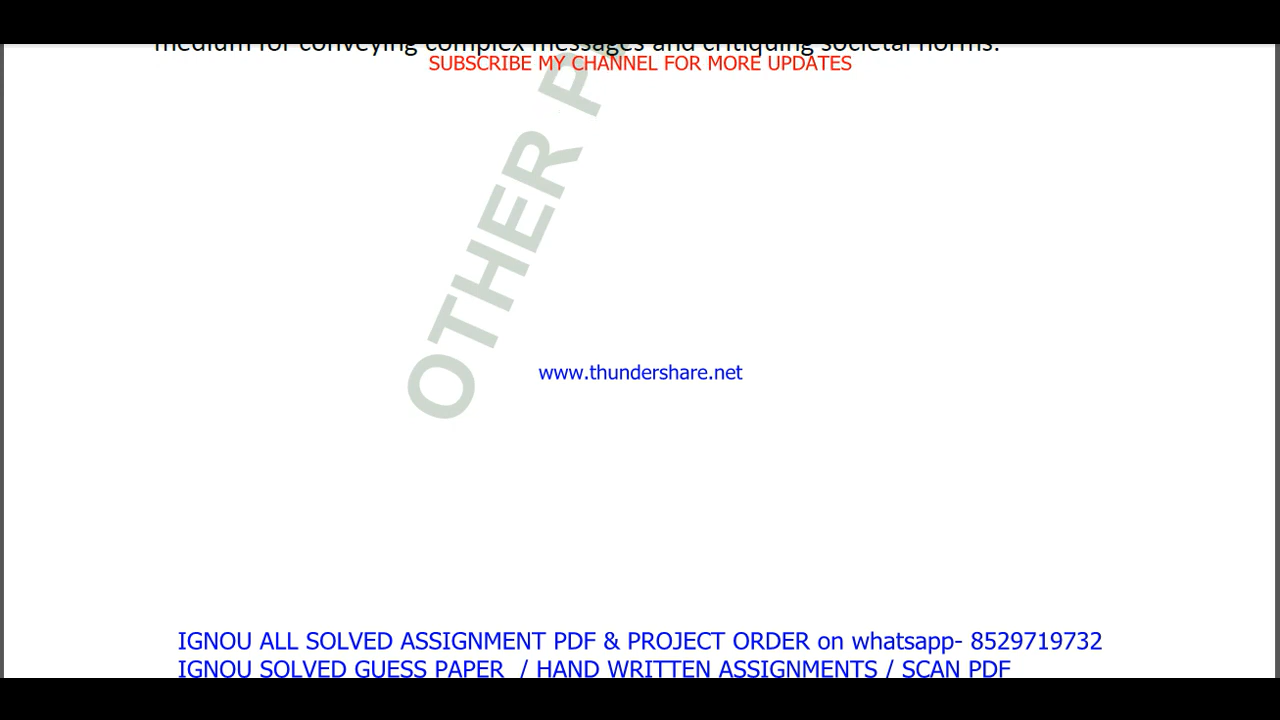 medium for conveying complex messages and critiquing societal norms.
SUBSCRIBE MY CHANNEL FOR MORE UPDATES
OTHER P
www.thundershare.net
IGNOU ALL SOLVED ASSIGNMENT PDF & PROJECT ORDER on whatsapp- 8529719732
IGNOU SOLVED GUESS PAPER / HAND WRITTEN ASSIGNMENTS / SCAN PDF